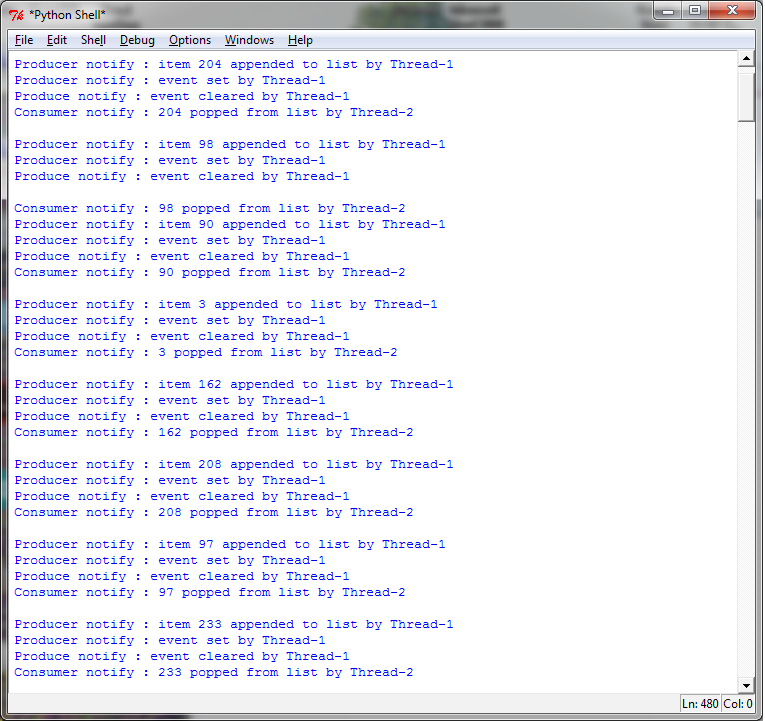 *Python Shell*
File Edit Shell Debug Options Windows Help
Producer notify : item 204 appended to list by Thread-1
Producer notify : event set by Thread-1
Produce notify : event cleared by Thread-1
Consumer notify : 204 popped from list by Thread-2
Producer notify : item 98 appended to list by Thread-1
Producer notify : event set by Thread-1
Produce notify : event cleared by Thread-1
Consumer notify : 98 popped from list by Thread-2
Producer notify : item 90 appended to list by Thread-1
Producer notify : event set by Thread-1
Produce notify : event cleared by Thread-1
Consumer notify : 90 popped from list by Thread-2
Producer notify : item 3 appended to list by Thread-1
Producer notify : event set by Thread-1
Produce notify : event cleared by Thread-1
Consumer notify : 3 popped from list by Thread-2
Producer notify : item 162 appended to list by Thread-1
Producer notify : event set by Thread-1
Produce notify : event cleared by Thread-1
Consumer notify : 162 popped from list by Thread-2
Producer notify : item 208 appended to list by Thread-1
Producer notify : event set by Thread-1
Produce notify : event cleared by Thread-1
Consumer notify : 208 popped from list by Thread-2
Producer notify : item 97 appended to list by Thread-1
Producer notify : event set by Thread-1
Produce notify : event cleared by Thread-1
Consumer notify : 97 popped from list by Thread-2
Producer notify : item 233 appended to list by Thread-1
Producer notify : event set by Thread-1
Produce notify : event cleared by Thread-1
Consumer notify : 233 popped from list by Thread-2
Ln: 480 Col: 0